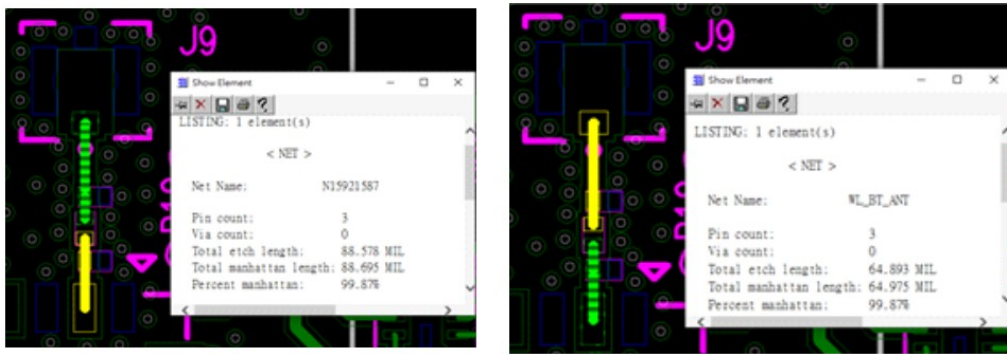 J9
Show Element
LISTING: 1 element(s)
< NET >
Net Name: N15921587
Pin count: 3
Via count: 0
Total etch length: 88.578 MIL
Total manhattan length: 88.695 MIL
Percent manhattan: 99.87%
J9
Show Element
LISTING: 1 element(s)
< NET >
Net Name: WL_BT_ANT
Pin count: 3
Via count: 0
Total etch length: 64.893 MIL
Total manhattan length: 64.975 MIL
Percent manhattan: 99.87%